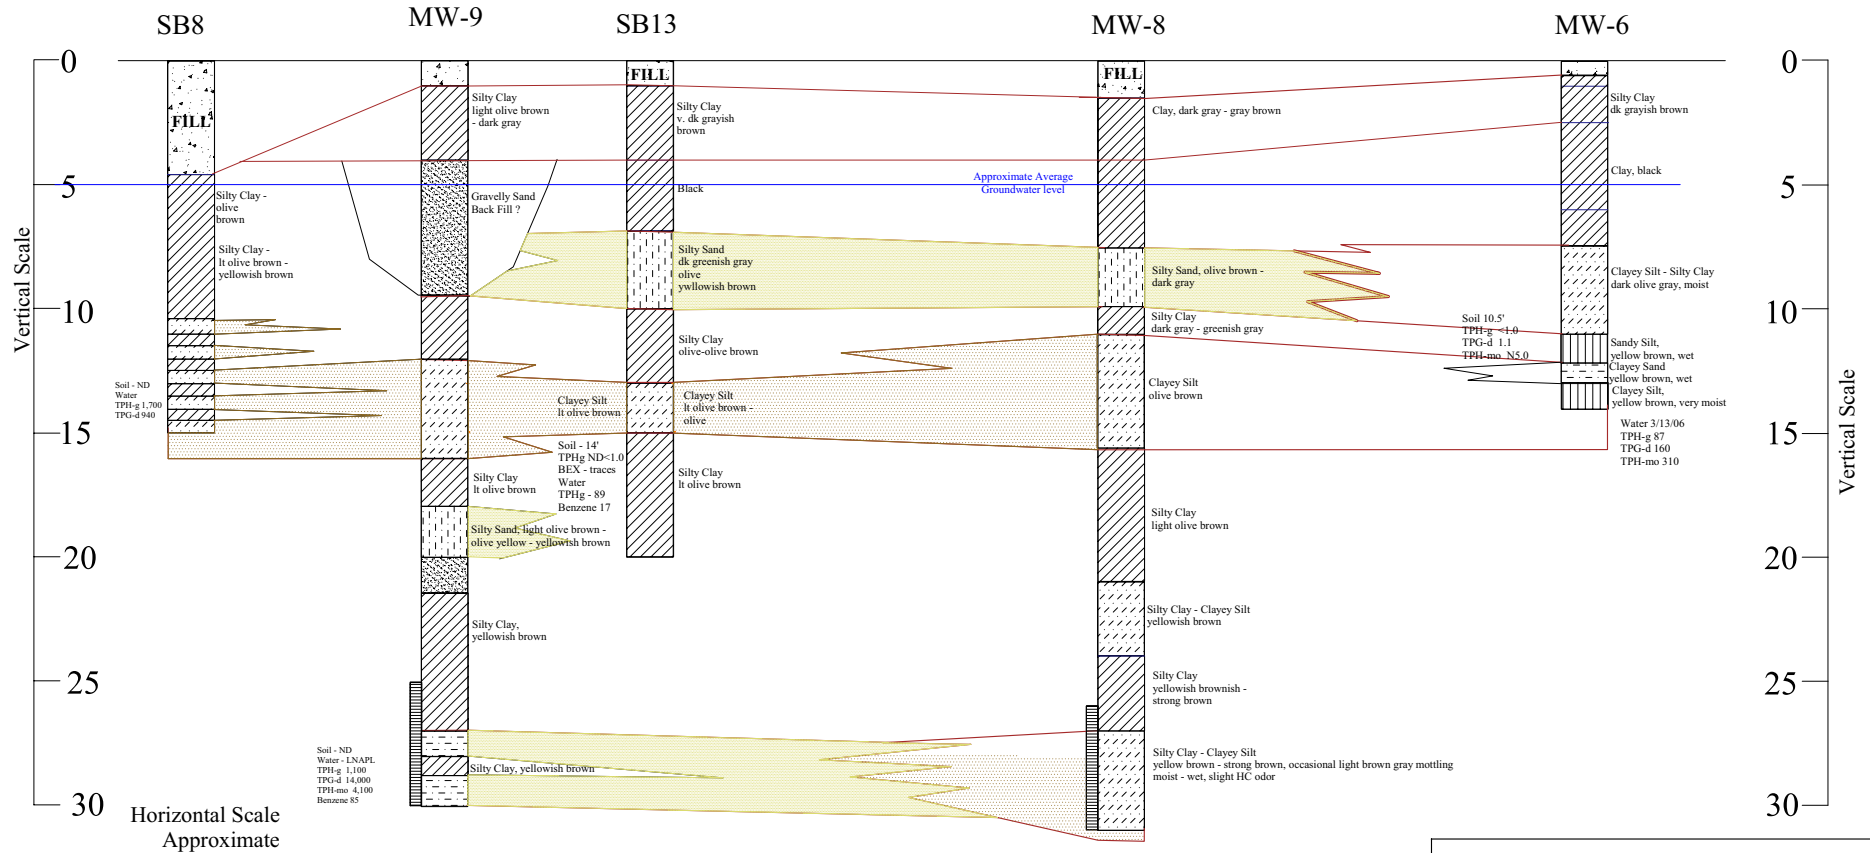 SB8
MW-9
SB13
MW-8
MW-6
0
5
10
15
20
25
30
Vertical Scale
FILL
Silty Clay -
olive
brown
Silty Clay -
lt olive brown -
yellowish brown
Soil - ND
Water
TPH-g 1,700
TPG-d 940
Silty Clay
light olive brown
- dark gray
Gravelly Sand
Back Fill ?
Silty Clay
lt olive brown
Silty Sand, light olive brown -
olive yellow - yellowish brown
Silty Clay,
yellowish brown
Silty Clay, yellowish brown
Soil - ND
Water - LNAPL
TPH-g 1,100
TPG-d 14,000
TPH-mo 4,100
Benzene 85
Horizontal Scale
Approximate
FILL
Silty Clay
v. dk grayish
brown
Black
Silty Sand
dk greenish gray
olive
ywllowish brown
Silty Clay
olive-olive brown
Clayey Silt
lt olive brown
Clayey Silt
lt olive brown -
olive
Soil - 14'
TPHg ND<1.0
BEX - traces
Water
TPHg - 89
Benzene 17
Silty Clay
lt olive brown
Approximate Average
Groundwater level
FILL
Clay, dark gray - gray brown
Silty Sand, olive brown -
dark gray
Silty Clay
dark gray - greenish gray
Clayey Silt
olive brown
Silty Clay
light olive brown
Silty Clay - Clayey Silt
yellowish brown
Silty Clay
yellowish brownish -
strong brown
Silty Clay - Clayey Silt
yellow brown - strong brown, occasional light brown gray mottling
moist - wet, slight HC odor
Silty Clay
dk grayish brown
Clay, black
Clayey Silt - Silty Clay
dark olive gray, moist
Soil 10.5'
TPH-g <1.0
TPG-d 1.1
TPH-mo N5.0
Sandy Silt,
yellow brown, wet
Clayey Sand
yellow brown, wet
Clayey Silt,
yellow brown, very moist
Water 3/13/06
TPH-g 87
TPG-d 160
TPH-mo 310
0
5
10
15
20
25
30
Vertical Scale